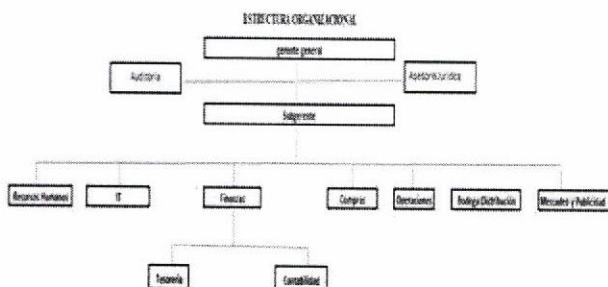 ESTRUCTURA ORGANIZACIONAL
gerente general
Auditoria
Asesoria Juridica
Subgerente
Recursos Humanos
IT
Finanzas
Compras
Operaciones
Bodega Distribución
Mercadeo y Publicidad
Tesorería
Contabilidad